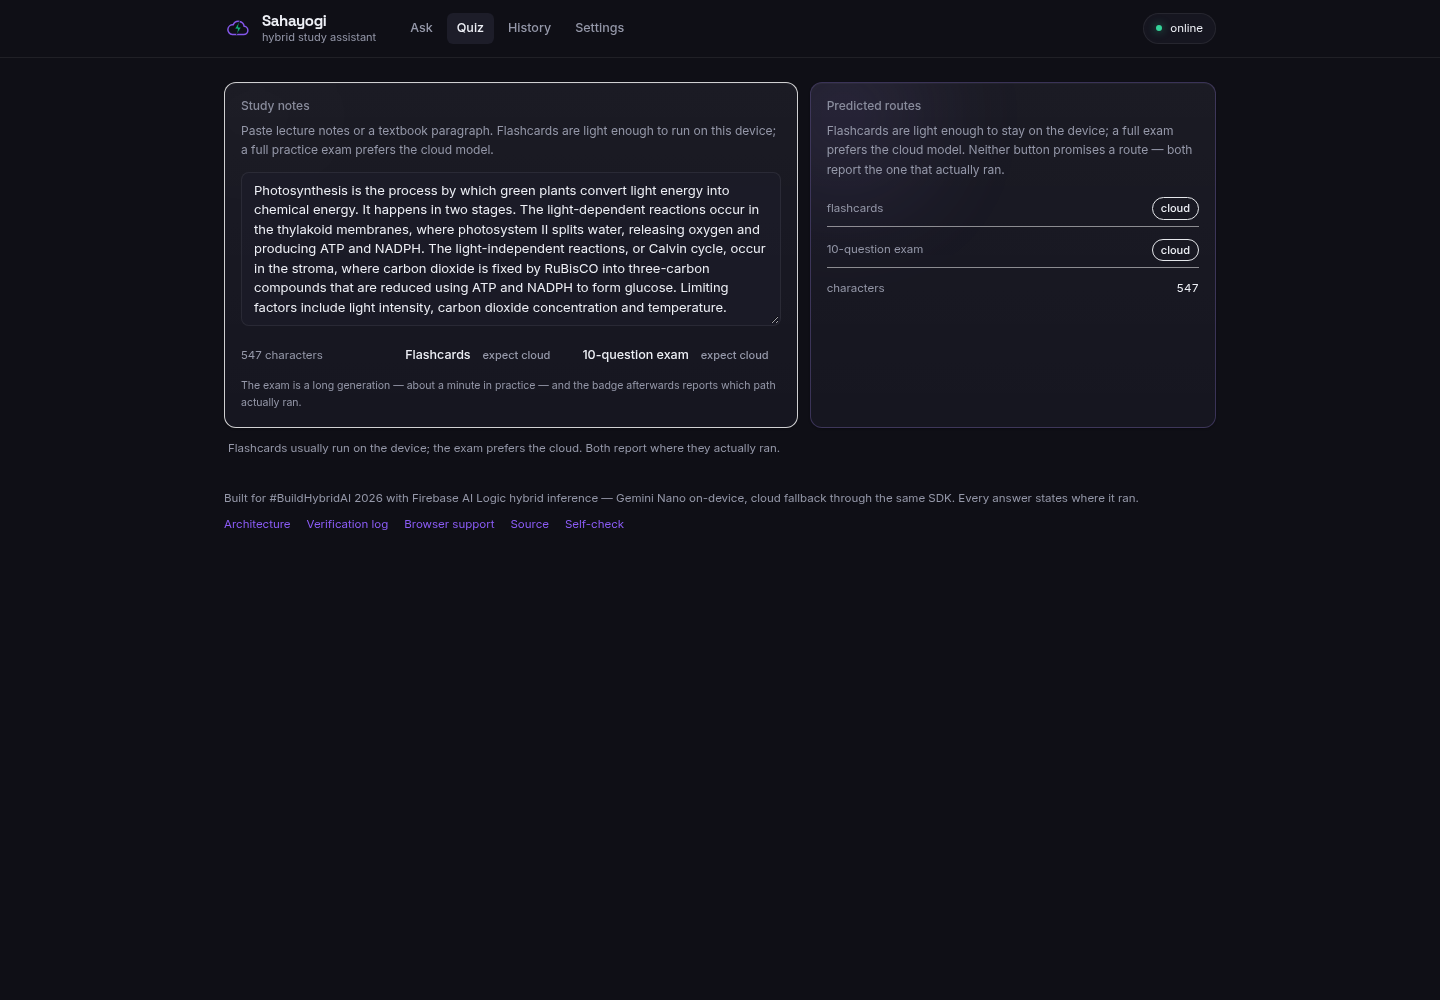 Sahayogi
hybrid study assistant
Ask
Quiz
History
Settings
online
Study notes
Paste lecture notes or a textbook paragraph. Flashcards are light enough to run on this device;
a full practice exam prefers the cloud model.
Photosynthesis is the process by which green plants convert light energy into
chemical energy. It happens in two stages. The light-dependent reactions occur in
the thylakoid membranes, where photosystem II splits water, releasing oxygen and
producing ATP and NADPH. The light-independent reactions, or Calvin cycle, occur
in the stroma, where carbon dioxide is fixed by RuBisCO into three-carbon
compounds that are reduced using ATP and NADPH to form glucose. Limiting
factors include light intensity, carbon dioxide concentration and temperature.
547 characters
Flashcards expect cloud
10-question exam expect cloud
The exam is a long generation — about a minute in practice — and the badge afterwards reports which path
actually ran.
Predicted routes
Flashcards are light enough to stay on the device; a full exam
prefers the cloud model. Neither button promises a route — both
report the one that actually ran.
flashcards cloud
10-question exam cloud
characters 547
Flashcards usually run on the device; the exam prefers the cloud. Both report where they actually ran.
Built for #BuildHybridAI 2026 with Firebase AI Logic hybrid inference — Gemini Nano on-device, cloud fallback through the same SDK. Every answer states where it ran.
Architecture Verification log Browser support Source Self-check